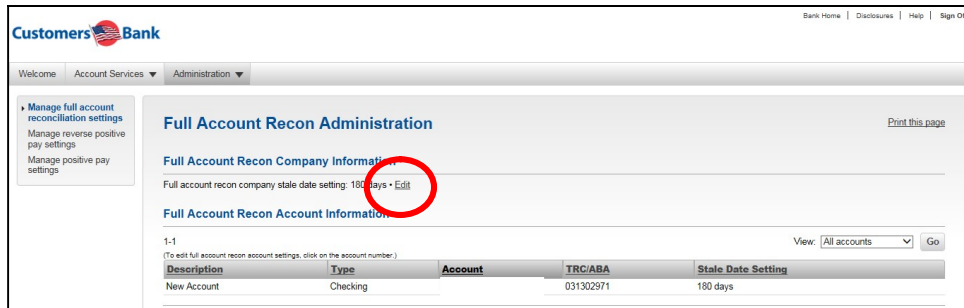 Bank Home | Disclosures | Help | Sign Of
Customers Bank
Welcome Account Services ▼ Administration ▼
Manage full account
reconciliation settings
Manage reverse positive
pay settings
Manage positive pay
settings
Full Account Recon Administration
Print this page
Full Account Recon Company Information
Full account recon company stale date setting: 180 days • Edit
Full Account Recon Account Information
1-1
View: All accounts Go
(To edit full account recon account settings, click on the account number.)
Description Type Account TRC/ABA Stale Date Setting
New Account Checking 031302971 180 days